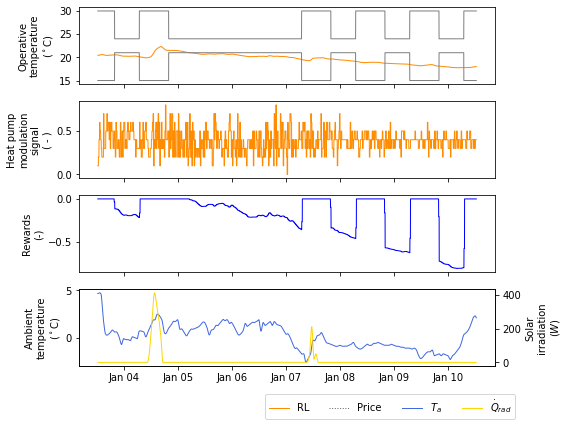 30
25
20
15
Operative
temperature
(°C)
0.5
0.0
Heat pump
modulation
signal
( - )
0.0
−0.5
Rewards
(-)
5
0
Ambient
temperature
(°C)
400
200
0
Solar
irradiation
(W)
Jan 04 Jan 05 Jan 06 Jan 07 Jan 08 Jan 09 Jan 10
RL Price Tₐ Q̇rad